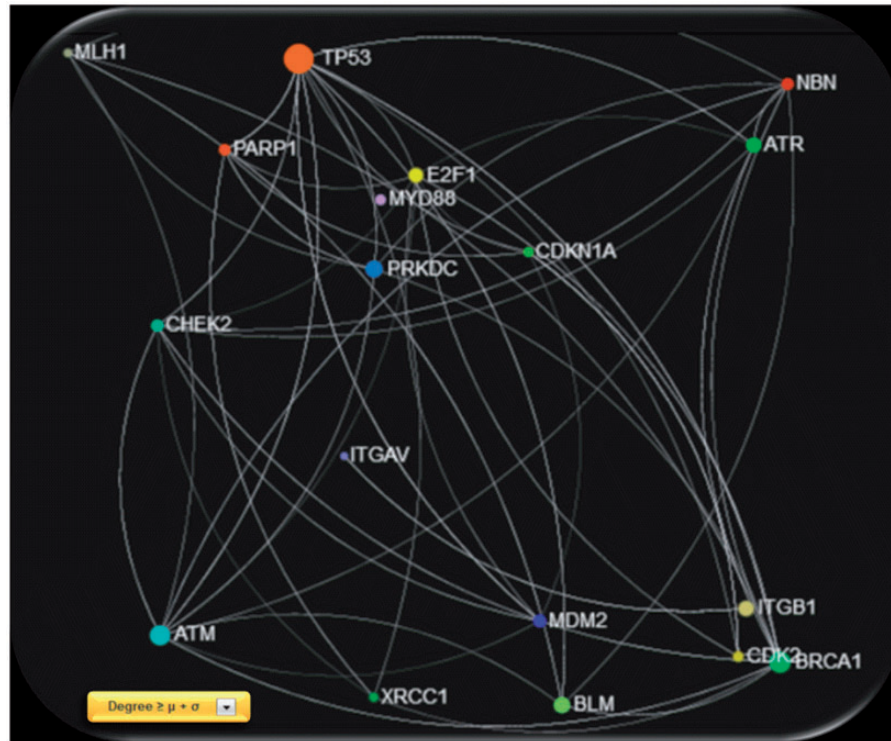 MLH1
TP53
NBN
PARP1
ATR
E2F1
MYD88
CDKN1A
PRKDC
CHEK2
ITGAV
ITGB1
MDM2
ATM
CDK2
BRCA1
XRCC1
BLM
Degree ≥ μ + σ